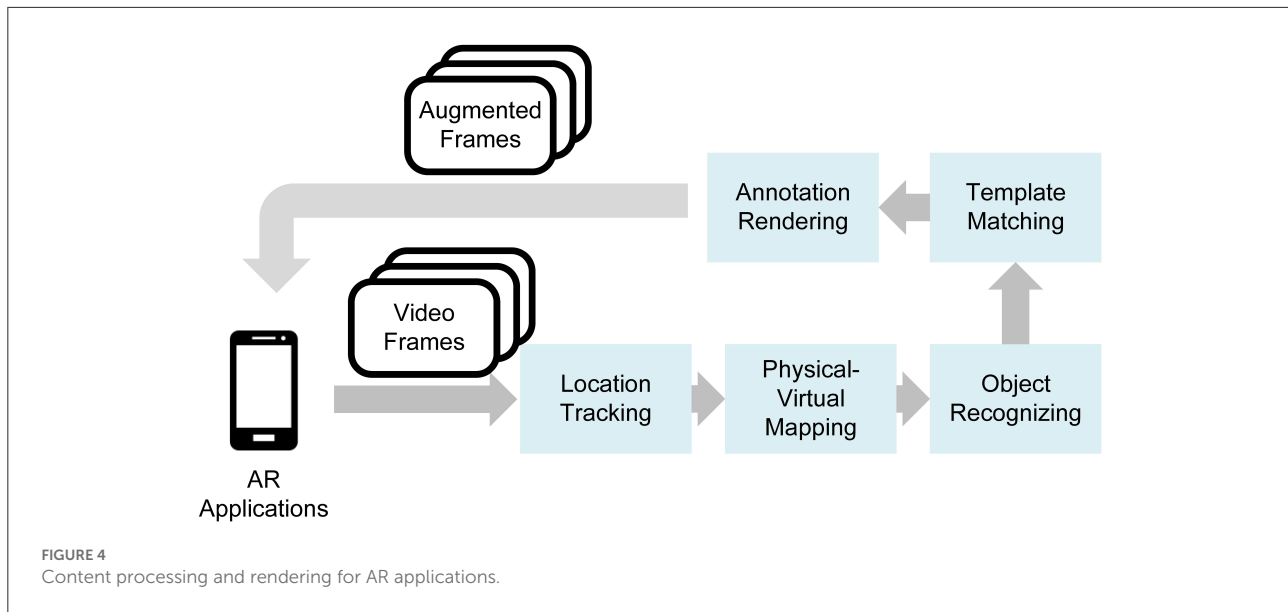 Augmented
Frames
Annotation
Rendering
Template
Matching
Video
Frames
Location
Tracking
Physical-
Virtual
Mapping
Object
Recognizing
AR
Applications
FIGURE 4
Content processing and rendering for AR applications.